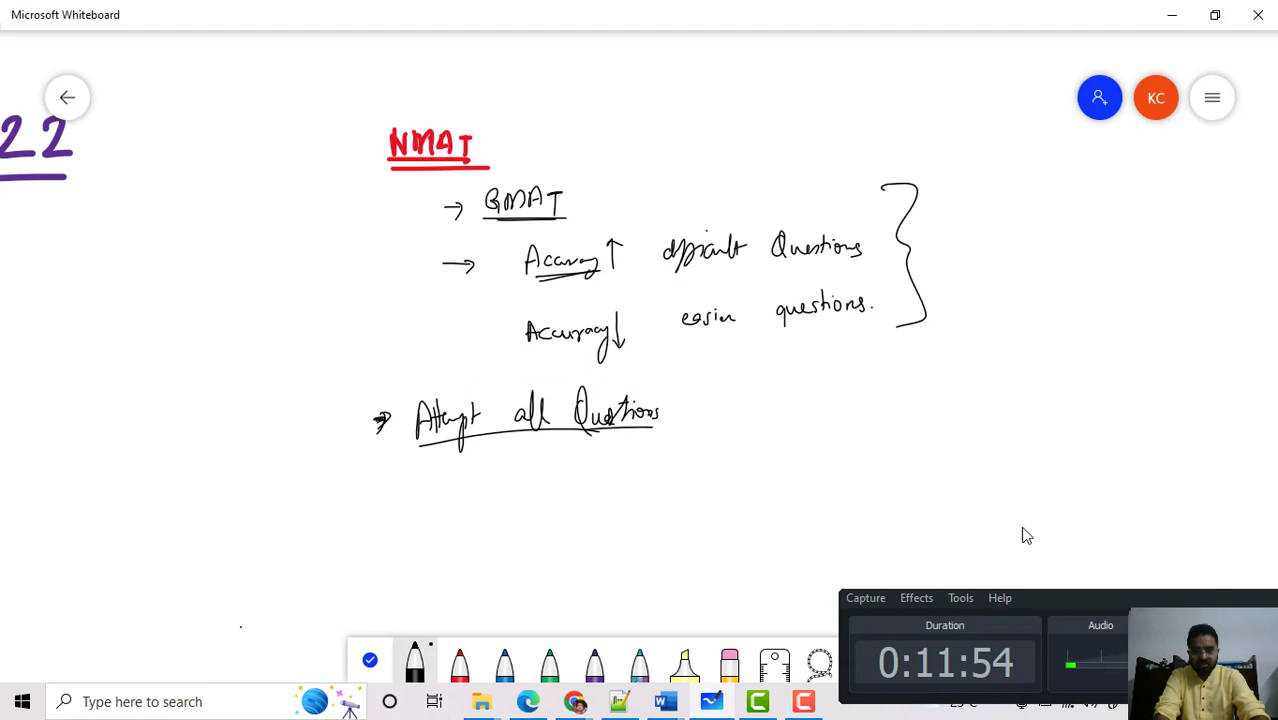 Microsoft Whiteboard
22
KC
NMAT
→ GMAT
→ Accuracy ↑ difficult Questions
Accuracy ↓ easier questions.
→ Attempt all Questions
Capture Effects Tools Help
Duration
Audio
0:11:54
Type here to search